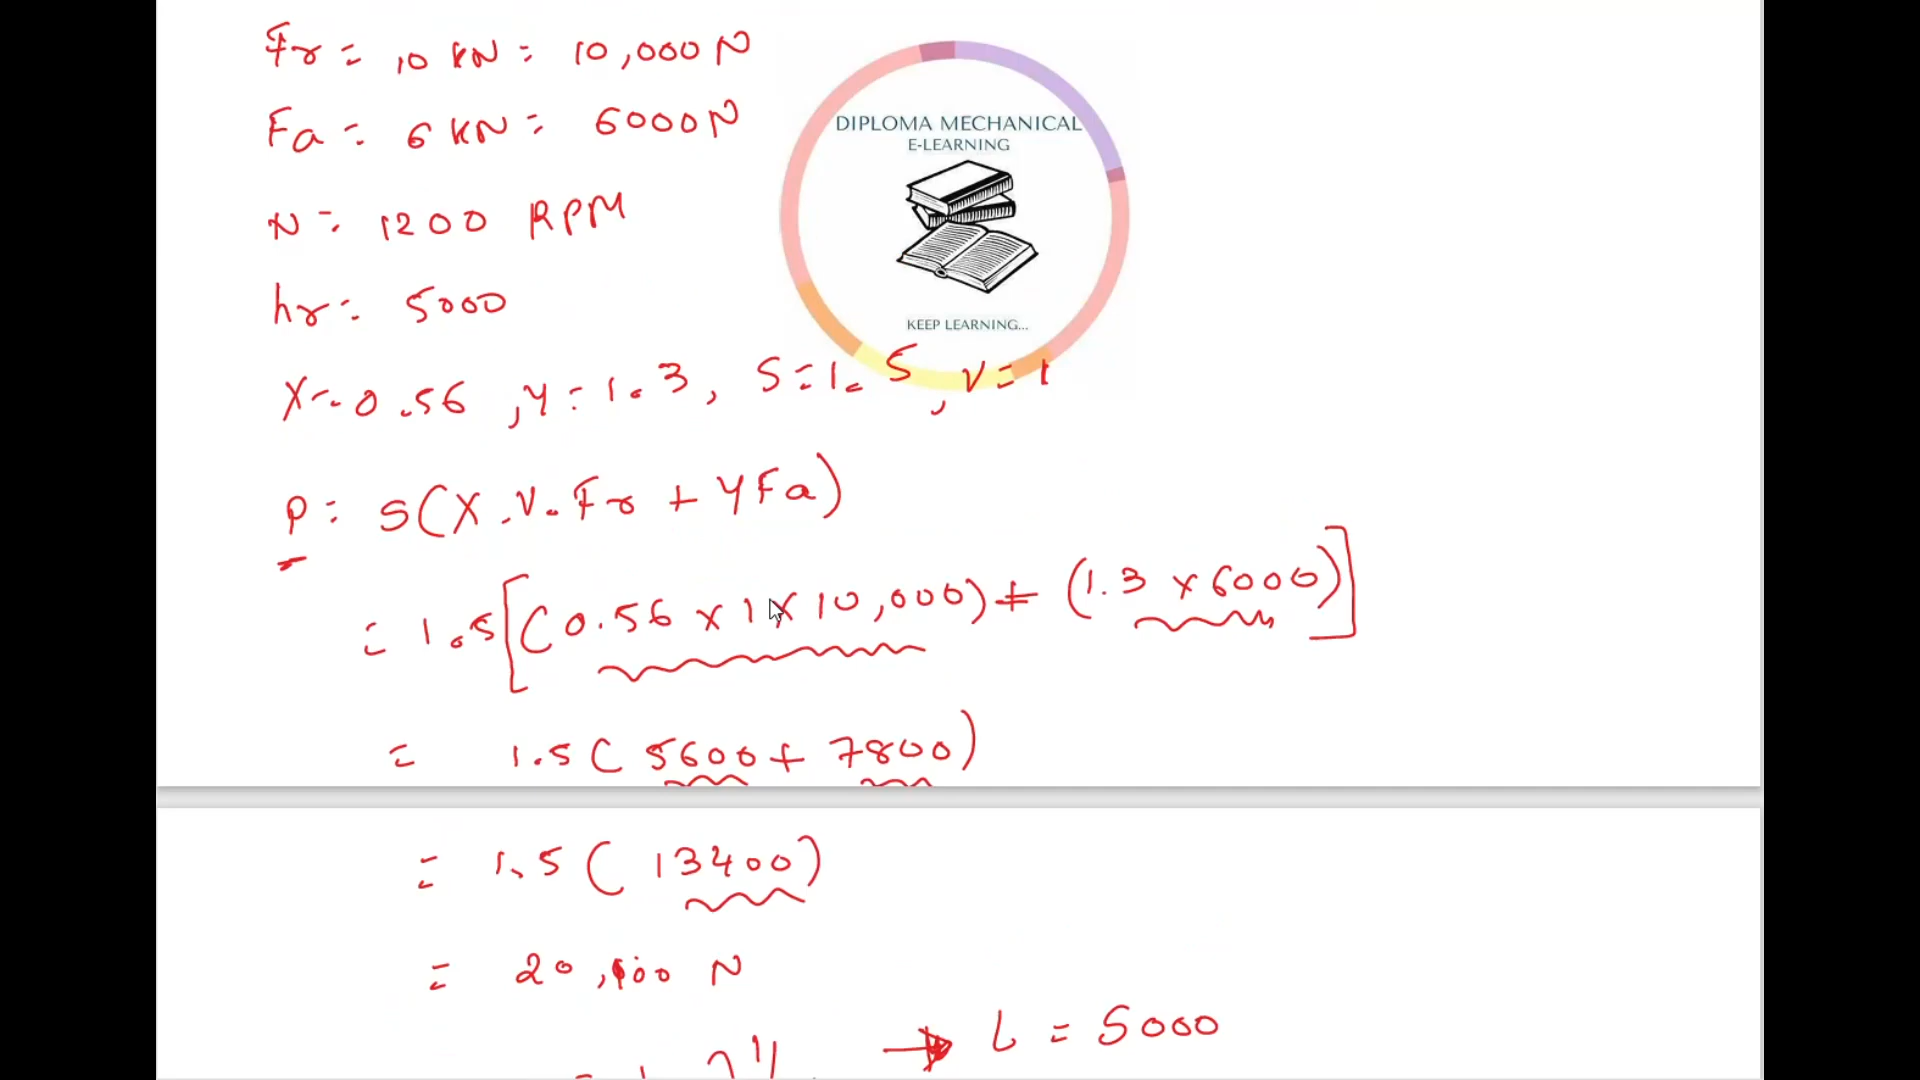 Fr = 10 KN = 10,000 N
Fa = 6 KN = 6000 N
DIPLOMA MECHANICAL
E-LEARNING
N = 1200 RPM
hr = 5000
KEEP LEARNING...
X = 0.56 , Y = 1.3 , S = 1.5 , V = 1
P = S(X.V.Fr + YFa)
= 1.5[(0.56 x 1 x 10,000) + (1.3 x 6000)]
= 1.5(5600 + 7800)
= 1.5(13400)
= 20,100 N
→ L = 5000